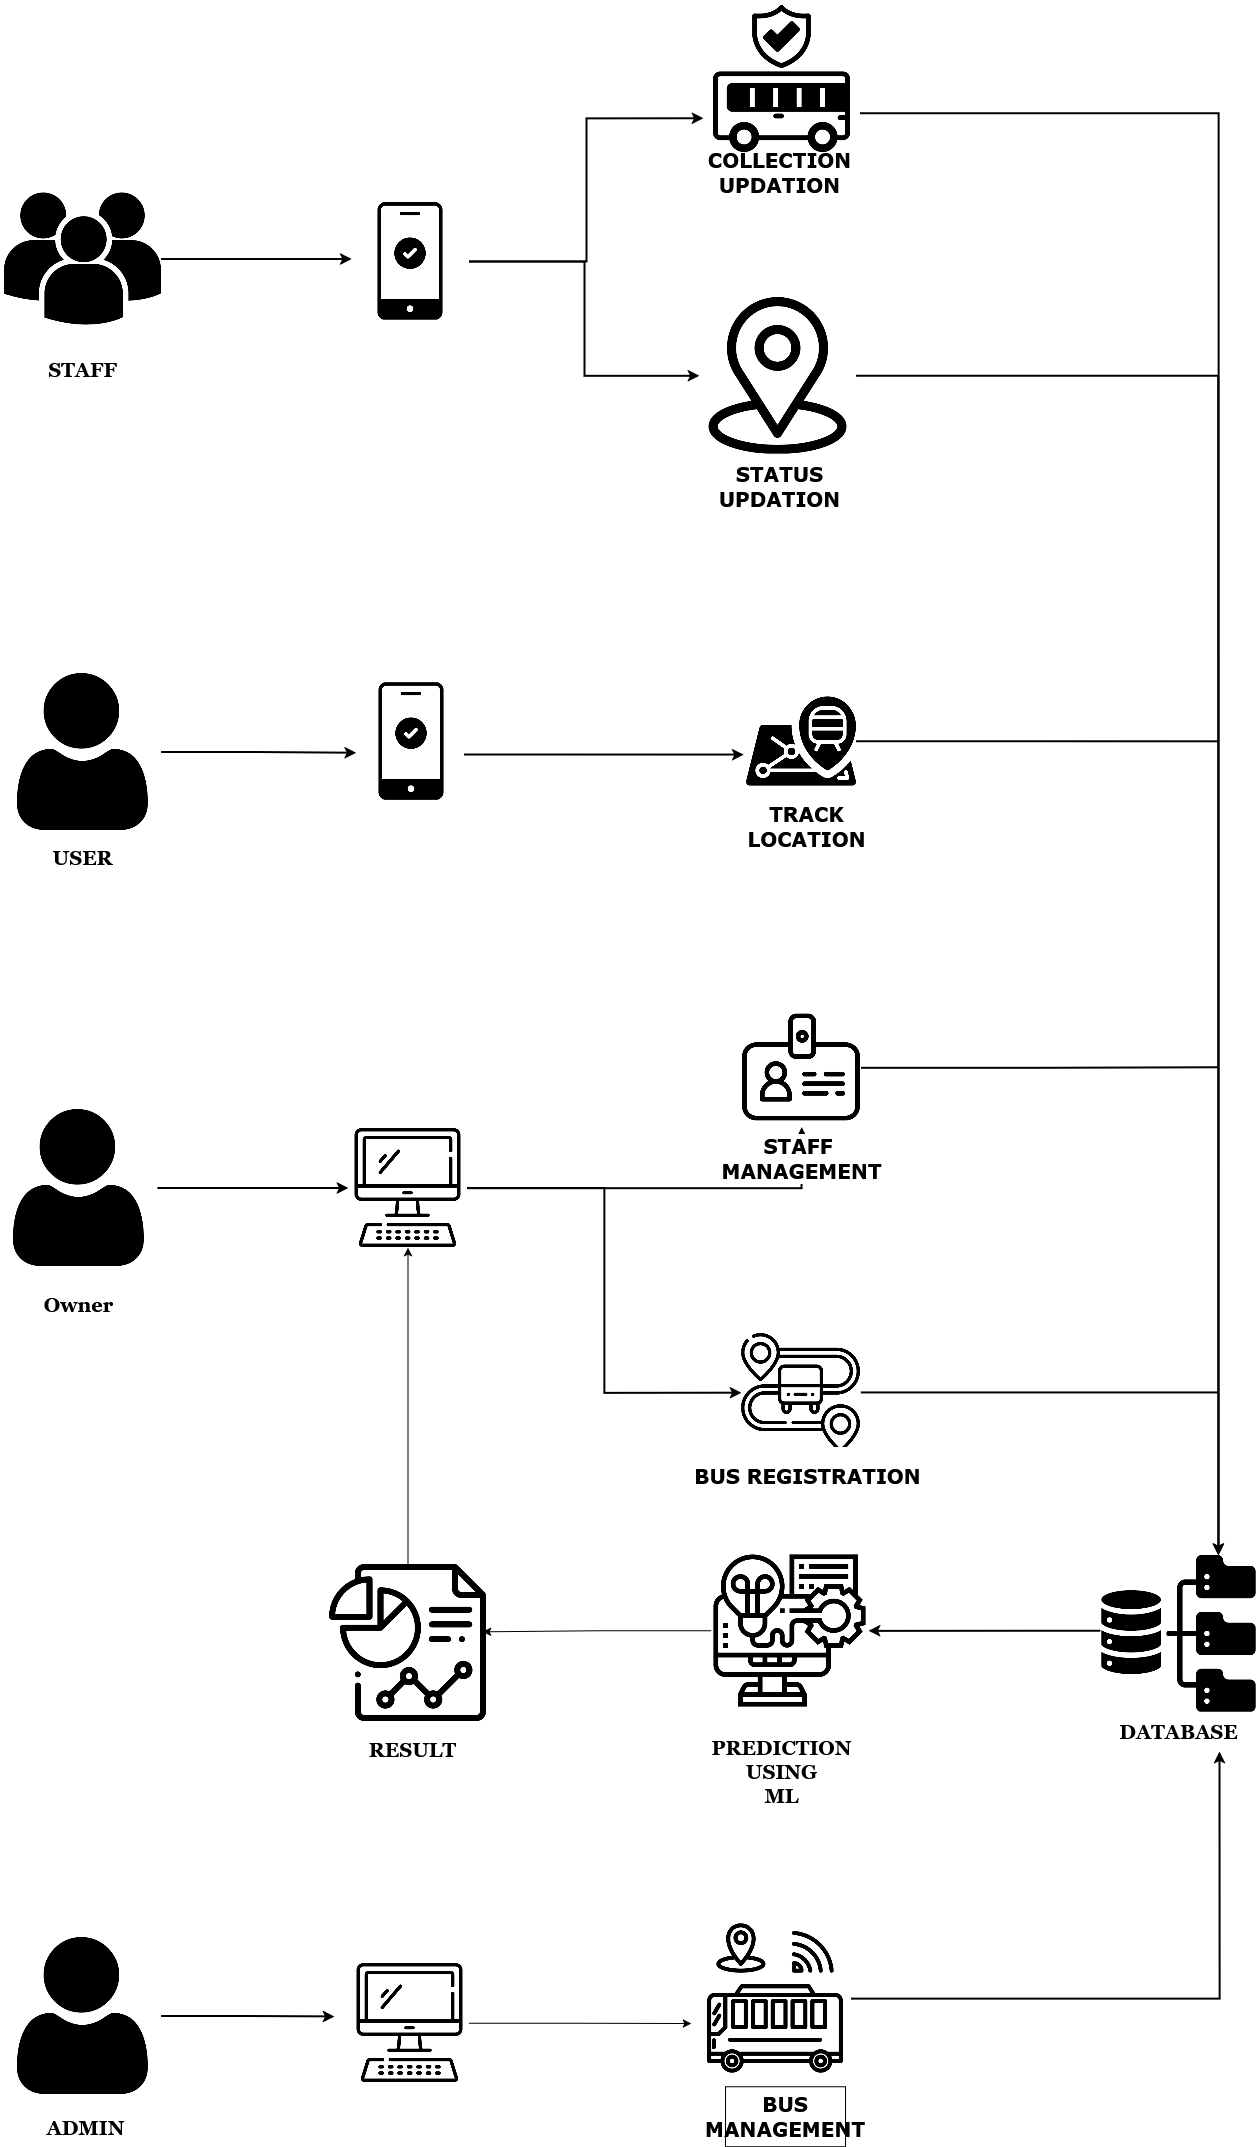 COLLECTION
UPDATION
STAFF
STATUS
UPDATION
TRACK
LOCATION
USER
STAFF
MANAGEMENT
Owner
BUS REGISTRATION
DATABASE
RESULT
PREDICTION
USING
ML
BUS
MANAGEMENT
ADMIN